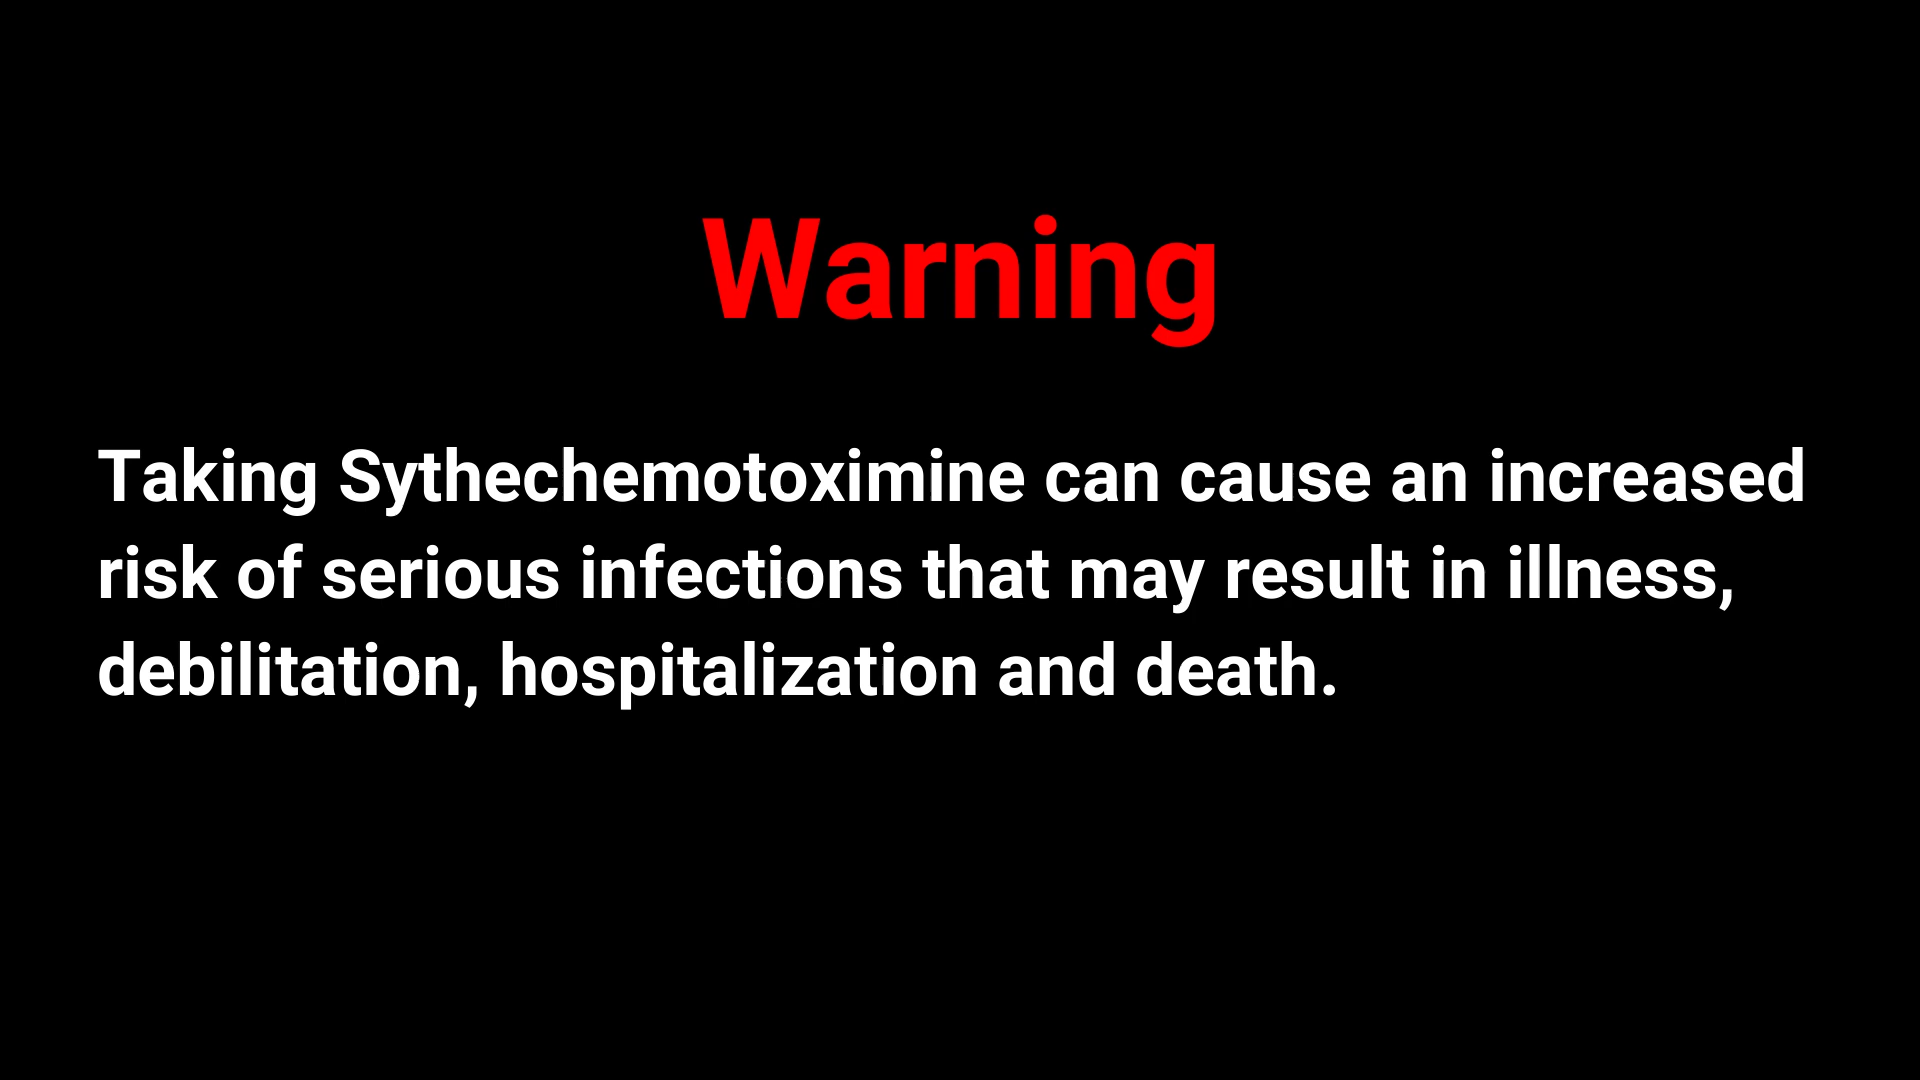 Warning
Taking Sythechemotoximine can cause an increased
risk of serious infections that may result in illness,
debilitation, hospitalization and death.